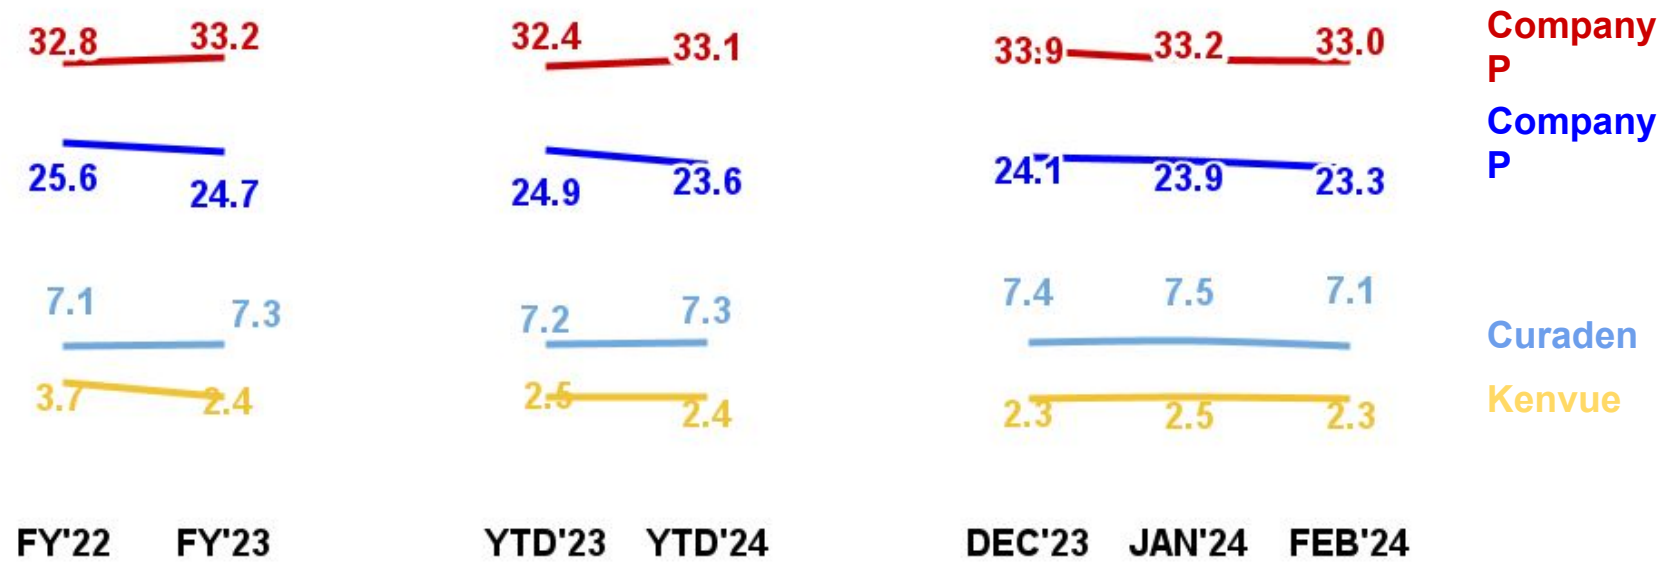 32.8 33.2 32.4 33.1 33.9 33.2 33.0 Company
P
25.6 24.7 24.9 23.6 24.1 23.9 23.3 Company
P
7.1 7.3 7.2 7.3 7.4 7.5 7.1 Curaden
3.7 2.4 2.5 2.4 2.3 2.5 2.3 Kenvue
FY'22 FY'23 YTD'23 YTD'24 DEC'23 JAN'24 FEB'24